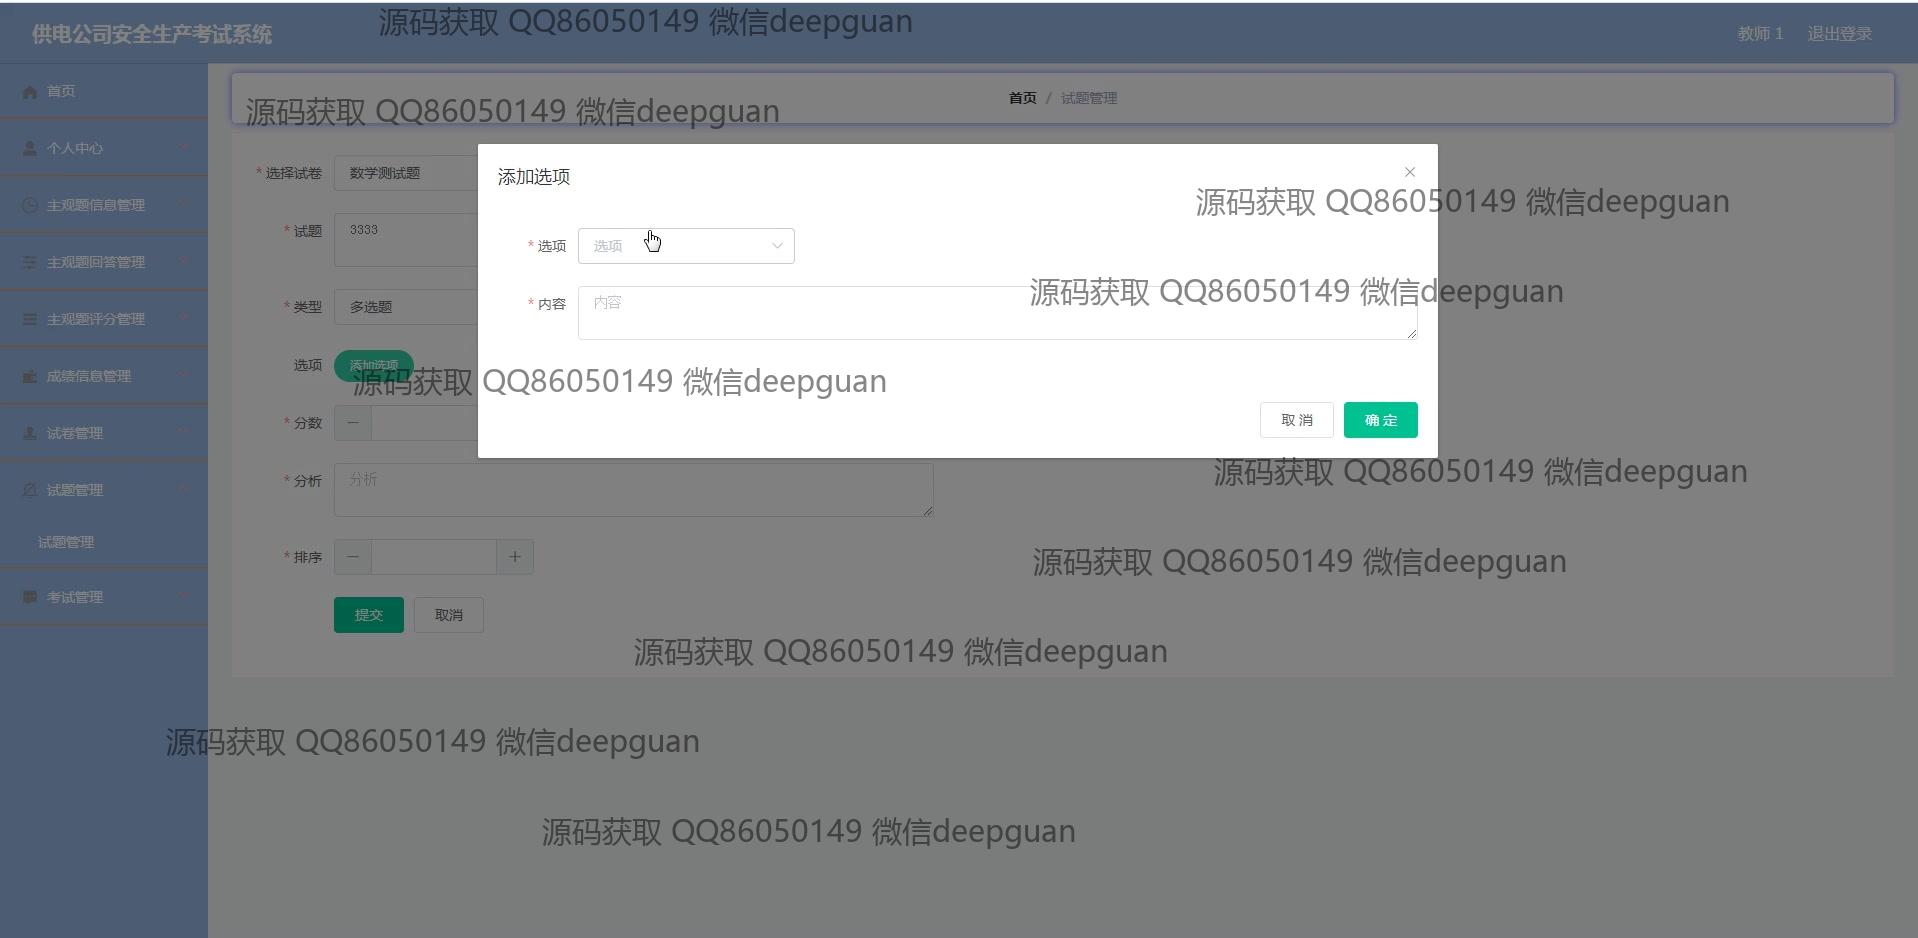 源码获取 QQ86050149 微信deepguan
供电公司安全生产考试系统
教师 1
退出登录
首页
首页 / 试题管理
源码获取 QQ86050149 微信deepguan
个人中心
* 选择试卷
数学测试题
添加选项
主观题信息管理
源码获取 QQ86050149 微信deepguan
* 试题
3333
* 选项
选项
主观题回答管理
源码获取 QQ86050149 微信deepguan
* 类型
多选题
* 内容
内容
主观题评分管理
选项
添加选项
源码获取 QQ86050149 微信deepguan
成绩信息管理
* 分数
取 消
确 定
试卷管理
源码获取 QQ86050149 微信deepguan
* 分析
分析
试题管理
试题管理
* 排序
源码获取 QQ86050149 微信deepguan
考试管理
提交
取消
源码获取 QQ86050149 微信deepguan
源码获取 QQ86050149 微信deepguan
源码获取 QQ86050149 微信deepguan